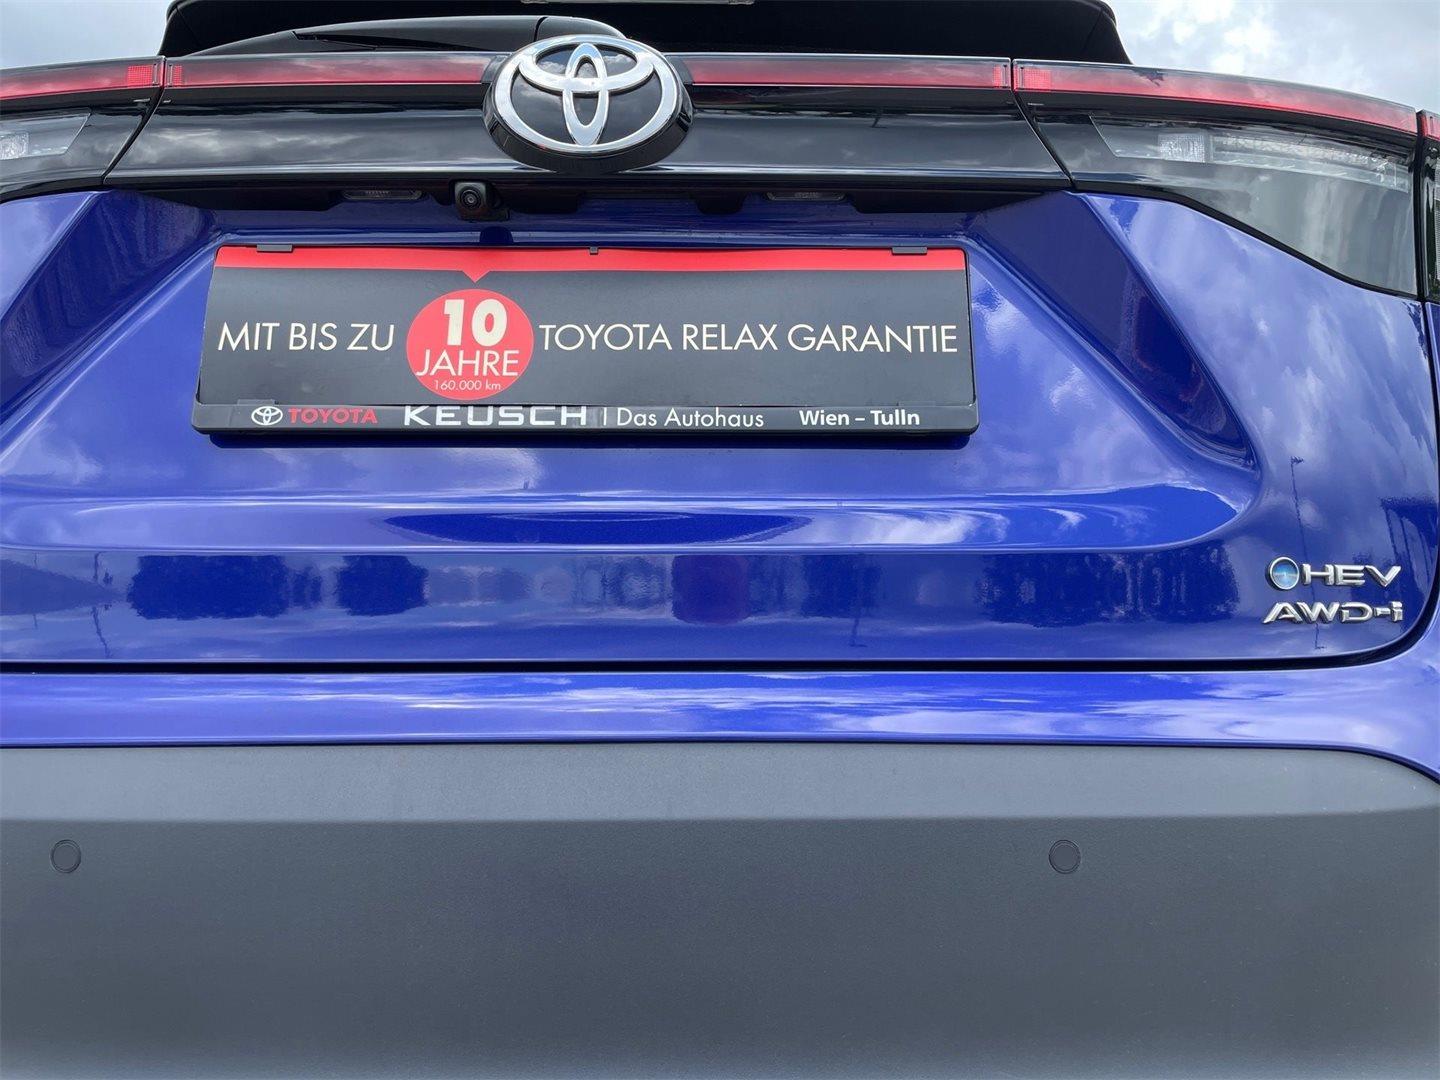 MIT BIS ZU 10 JAHRE 160.000 km TOYOTA RELAX GARANTIE
TOYOTA KEUSCH | Das Autohaus Wien – Tulln
HEV
AWD-i